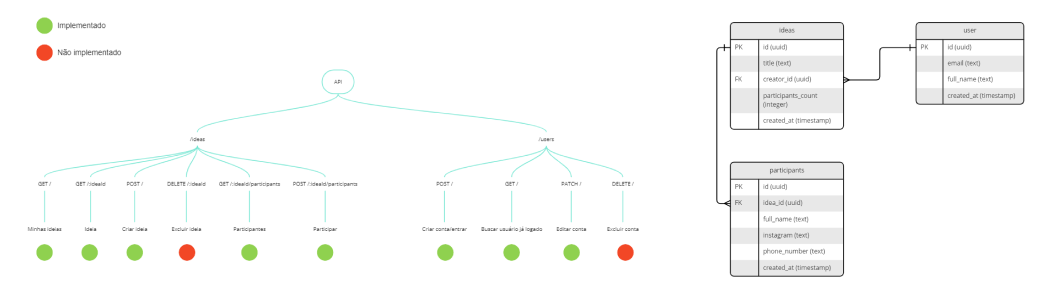 Implementado
Não implementado
API
/ideas
/users
GET /
GET /:ideaId
POST /
DELETE /:ideaId
GET /:ideaId/participants
POST /:ideaId/participants
POST /
GET /
PATCH /
DELETE /
Minhas ideias
Ideia
Criar ideia
Excluir ideia
Participantes
Participar
Criar conta/entrar
Buscar usuário já logado
Editar conta
Excluir conta
ideas
PK id (uuid)
title (text)
FK creator_id (uuid)
participants_count
(integer)
created_at (timestamp)
user
PK id (uuid)
email (text)
full_name (text)
created_at (timestamp)
participants
PK id (uuid)
FK idea_id (uuid)
full_name (text)
instagram (text)
phone_number (text)
created_at (timestamp)